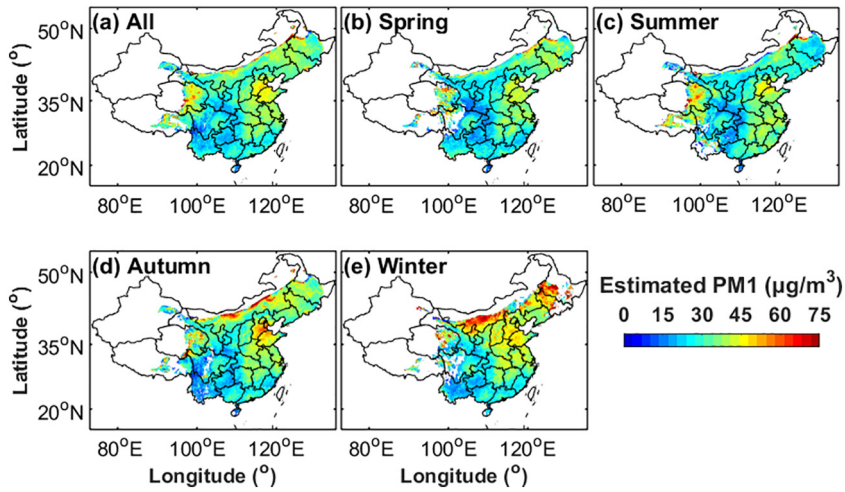 (a) All
(b) Spring
(c) Summer
50°N
35°N
20°N
Latitude (°)
80°E 100°E 120°E
80°E 100°E 120°E
80°E 100°E 120°E
(d) Autumn
(e) Winter
50°N
35°N
20°N
Latitude (°)
80°E 100°E 120°E
80°E 100°E 120°E
Longitude (°)
Longitude (°)
Estimated PM1 (μg/m³)
0 15 30 45 60 75